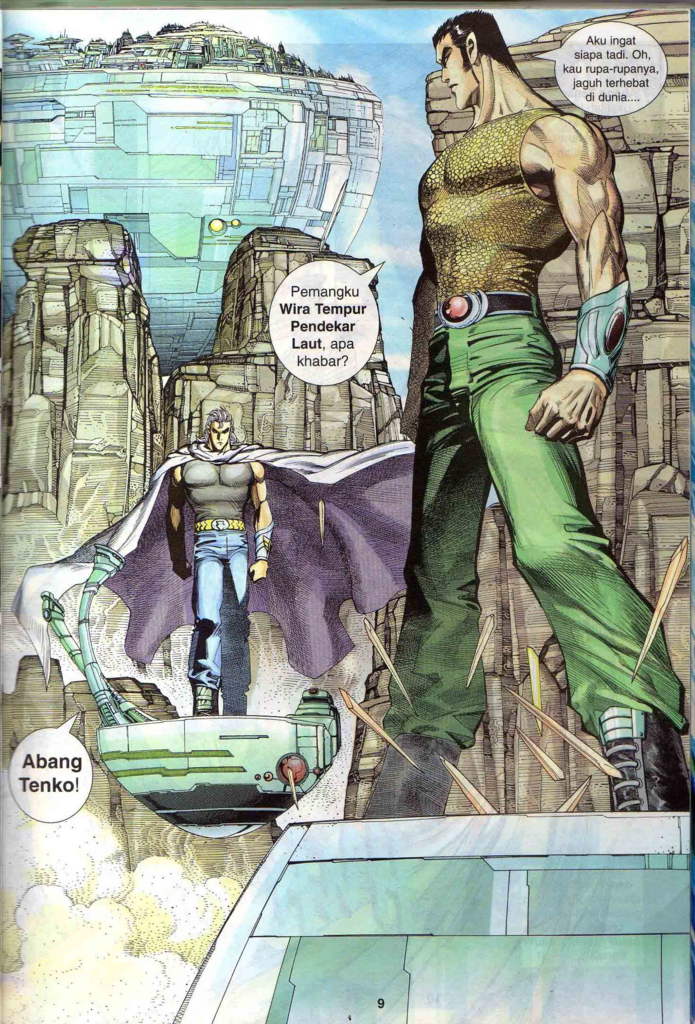 Aku ingat
siapa tadi. Oh,
kau rupa-rupanya,
jaguh terhebat
di dunia....
Pemangku
Wira Tempur
Pendekar
Laut, apa
khabar?
Abang
Tenko!
9